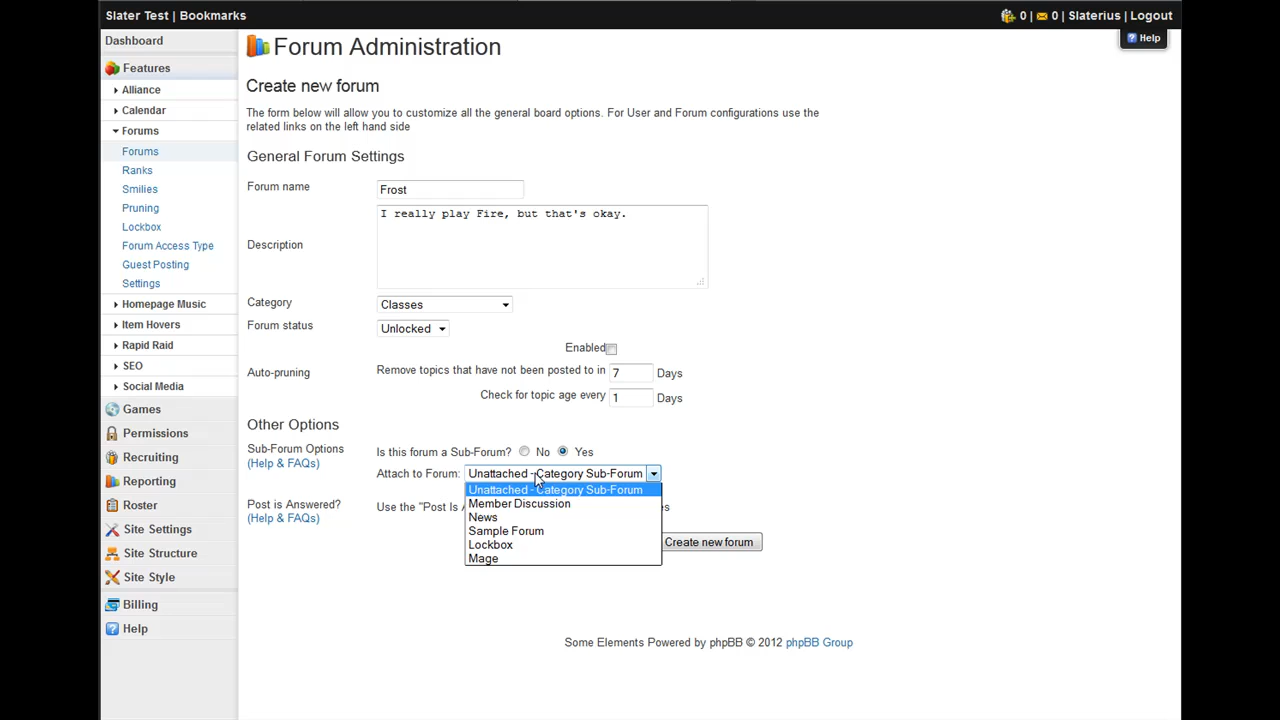 Slater Test | Bookmarks
0 | 0 | Slaterius | Logout
Help
Dashboard
Features
Alliance
Calendar
Forums
Forums
Ranks
Smilies
Pruning
Lockbox
Forum Access Type
Guest Posting
Settings
Homepage Music
Item Hovers
Rapid Raid
SEO
Social Media
Games
Permissions
Recruiting
Reporting
Roster
Site Settings
Site Structure
Site Style
Billing
Help
Forum Administration
Create new forum
The form below will allow you to customize all the general board options. For User and Forum configurations use the
related links on the left hand side
General Forum Settings
Forum name
Frost
Description
I really play Fire, but that's okay.
Category
Classes
Forum status
Unlocked
Enabled
Auto-pruning
Remove topics that have not been posted to in 7 Days
Check for topic age every 1 Days
Other Options
Sub-Forum Options
(Help & FAQs)
Is this forum a Sub-Forum? No Yes
Attach to Forum: Unattached - Category Sub-Forum
Unattached - Category Sub-Forum
Member Discussion
News
Sample Forum
Lockbox
Mage
Post is Answered?
(Help & FAQs)
Use the "Post Is
Create new forum
Some Elements Powered by phpBB © 2012 phpBB Group